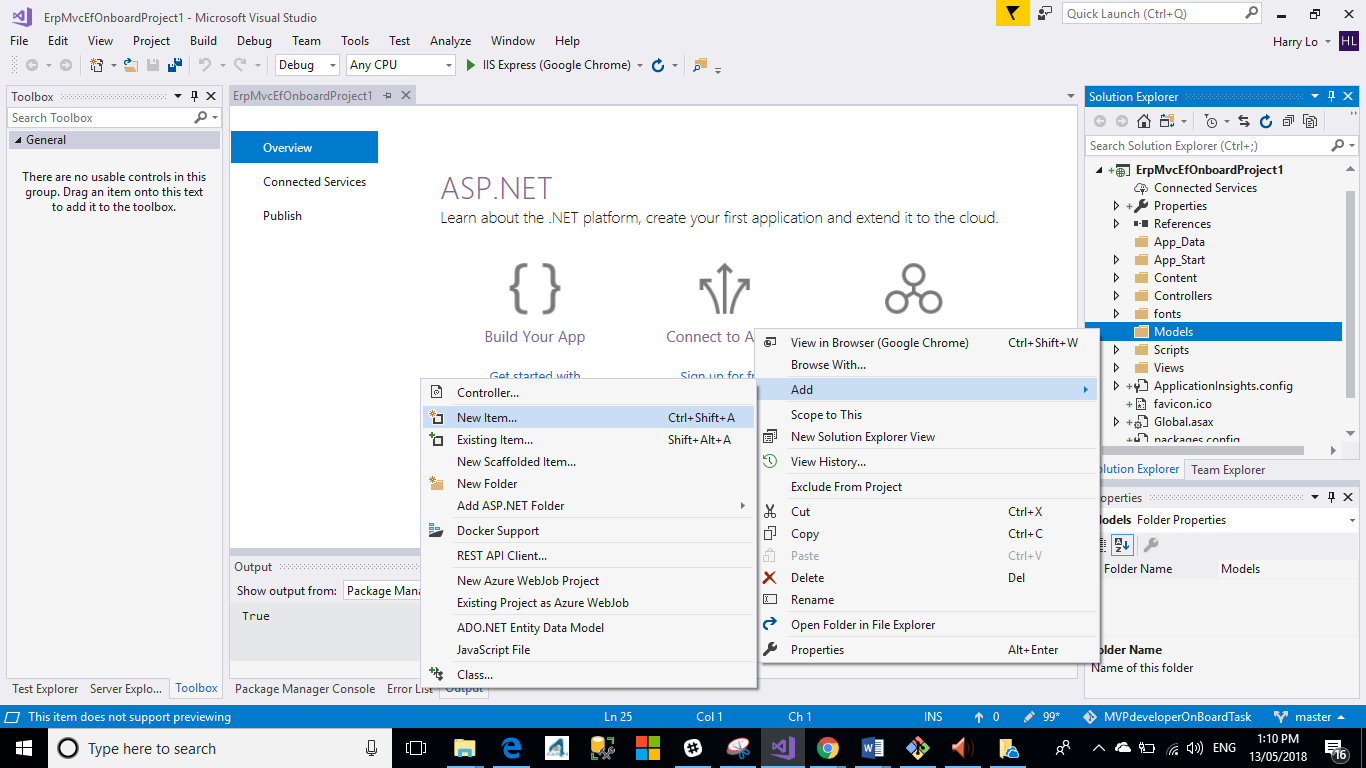 ErpMvcEfOnboardProject1 - Microsoft Visual Studio
Quick Launch (Ctrl+Q)
File Edit View Project Build Debug Team Tools Test Analyze Window Help
Harry Lo HL
Debug Any CPU IIS Express (Google Chrome)
Toolbox
Search Toolbox
General
There are no usable controls in this
group. Drag an item onto this text
to add it to the toolbox.
ErpMvcEfOnboardProject1
Overview
Connected Services
Publish
ASP.NET
Learn about the .NET platform, create your first application and extend it to the cloud.
Build Your App
Connect to A
Get started with
Sign up for fr
Controller...
New Item... Ctrl+Shift+A
Existing Item... Shift+Alt+A
New Scaffolded Item...
New Folder
Add ASP.NET Folder
Docker Support
REST API Client...
New Azure WebJob Project
Existing Project as Azure WebJob
ADO.NET Entity Data Model
JavaScript File
Class...
View in Browser (Google Chrome) Ctrl+Shift+W
Browse With...
Add
Scope to This
New Solution Explorer View
View History...
Exclude From Project
Cut Ctrl+X
Copy Ctrl+C
Paste Ctrl+V
Delete Del
Rename
Open Folder in File Explorer
Properties Alt+Enter
Solution Explorer
Search Solution Explorer (Ctrl+;)
ErpMvcEfOnboardProject1
Connected Services
Properties
References
App_Data
App_Start
Content
Controllers
fonts
Models
Scripts
Views
ApplicationInsights.config
favicon.ico
Global.asax
packages.config
olution Explorer Team Explorer
operties
odels Folder Properties
Folder Name Models
older Name
Name of this folder
Output
Show output from: Package Mana
True
Test Explorer Server Explo... Toolbox
Package Manager Console Error List Output
This item does not support previewing Ln 25 Col 1 Ch 1 INS 0 99* MVPdeveloperOnBoardTask master
Type here to search
ENG
1:10 PM
13/05/2018
16